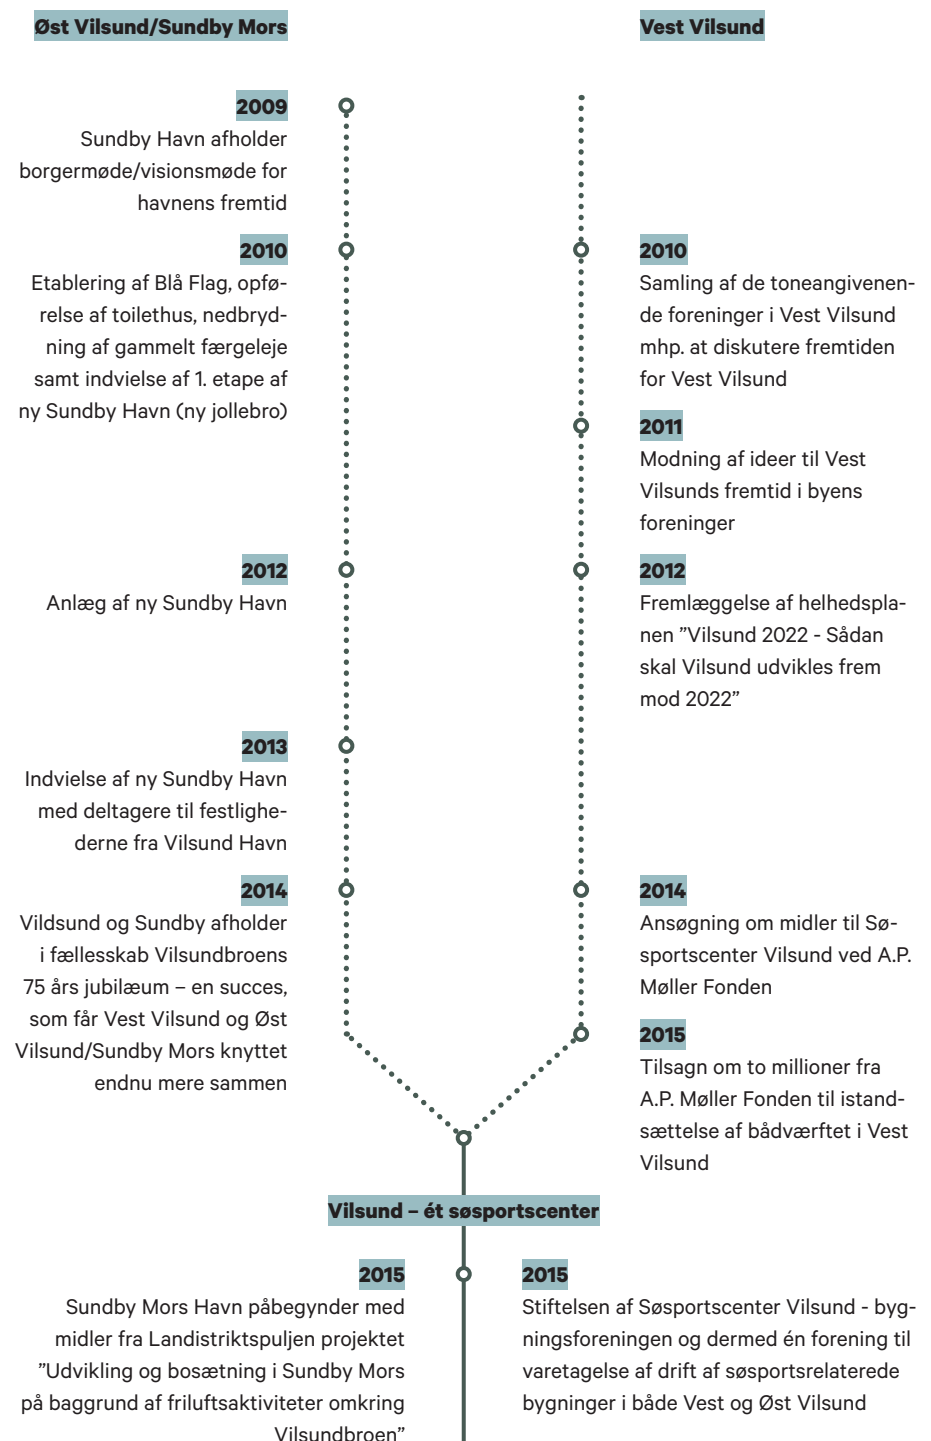 Øst Vilsund/Sundby Mors
2009
Sundby Havn afholder
borgermøde/visionsmøde for
havnens fremtid
2010
Etablering af Blå Flag, opfø-
relse af toilethus, nedbryd-
ning af gammelt færgeleje
samt indvielse af 1. etape af
ny Sundby Havn (ny jollebro)
2012
Anlæg af ny Sundby Havn
2013
Indvielse af ny Sundby Havn
med deltagere til festlighe-
derne fra Vilsund Havn
2014
Vildsund og Sundby afholder
i fællesskab Vilsundbroens
75 års jubilæum – en succes,
som får Vest Vilsund og Øst
Vilsund/Sundby Mors knyttet
endnu mere sammen
Vest Vilsund
2010
Samling af de toneangivenen-
de foreninger i Vest Vilsund
mhp. at diskutere fremtiden
for Vest Vilsund
2011
Modning af ideer til Vest
Vilsunds fremtid i byens
foreninger
2012
Fremlæggelse af helhedspla-
nen ”Vilsund 2022 - Sådan
skal Vilsund udvikles frem
mod 2022”
2014
Ansøgning om midler til Sø-
sportscenter Vilsund ved A.P.
Møller Fonden
2015
Tilsagn om to millioner fra
A.P. Møller Fonden til istand-
sættelse af bådværftet i Vest
Vilsund
Vilsund – ét søsportscenter
2015
Sundby Mors Havn påbegynder med
midler fra Landistriktspuljen projektet
”Udvikling og bosætning i Sundby Mors
på baggrund af friluftsaktiviteter omkring
Vilsundbroen”
2015
Stiftelsen af Søsportscenter Vilsund - byg-
ningsforeningen og dermed én forening til
varetagelse af drift af søsportsrelaterede
bygninger i både Vest og Øst Vilsund